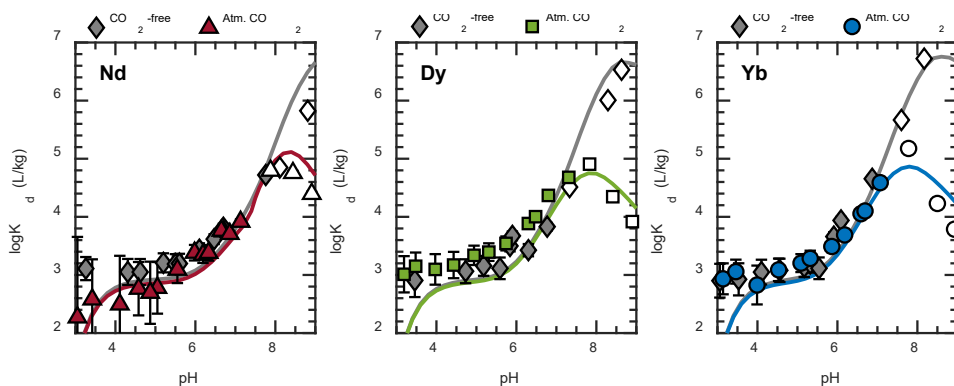 CO2-free Atm. CO2 CO2-free Atm. CO2 CO2-free Atm. CO2
7 7 7
Nd Dy Yb
6 6 6
5 5 5
logKd (L/kg) logKd (L/kg) logKd (L/kg)
4 4 4
3 3 3
2 2 2
4 6 8 4 6 8 4 6 8
pH pH pH